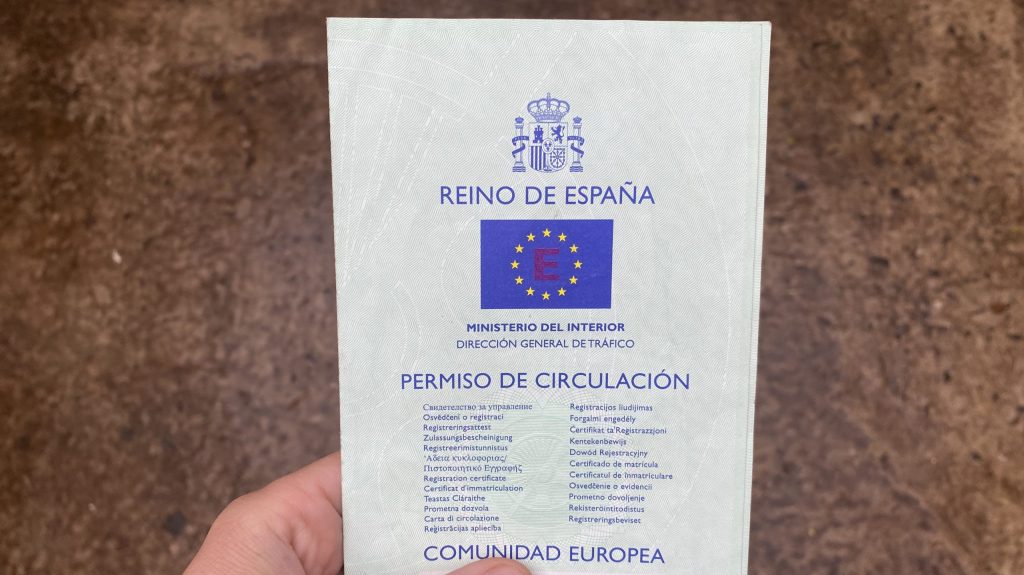 REINO DE ESPAÑA
E
MINISTERIO DEL INTERIOR
DIRECCIÓN GENERAL DE TRÁFICO
PERMISO DE CIRCULACIÓN
Свидетелство за управление
Osvědčení o registraci
Registreringsattest
Zulassungsbescheinigung
Registreerimistunnistus
'Αδεια κυκλοφορίας/
Πιστοποιητικό Εγγραφής
Registration certificate
Certificat d'immatriculation
Teastas Cláraithe
Prometna dozvola
Carta di circolazione
Reģistrācijas apliecība
Registracijos liudijimas
Forgalmi engedély
Ċertifikat ta' Reġistrazzjoni
Kentekenbewijs
Dowód Rejestracyjny
Certificado de matrícula
Certificatul de înmatriculare
Osvedčenie o evidencii
Prometno dovoljenje
Rekisteröintitodistus
Registreringsbeviset
COMUNIDAD EUROPEA